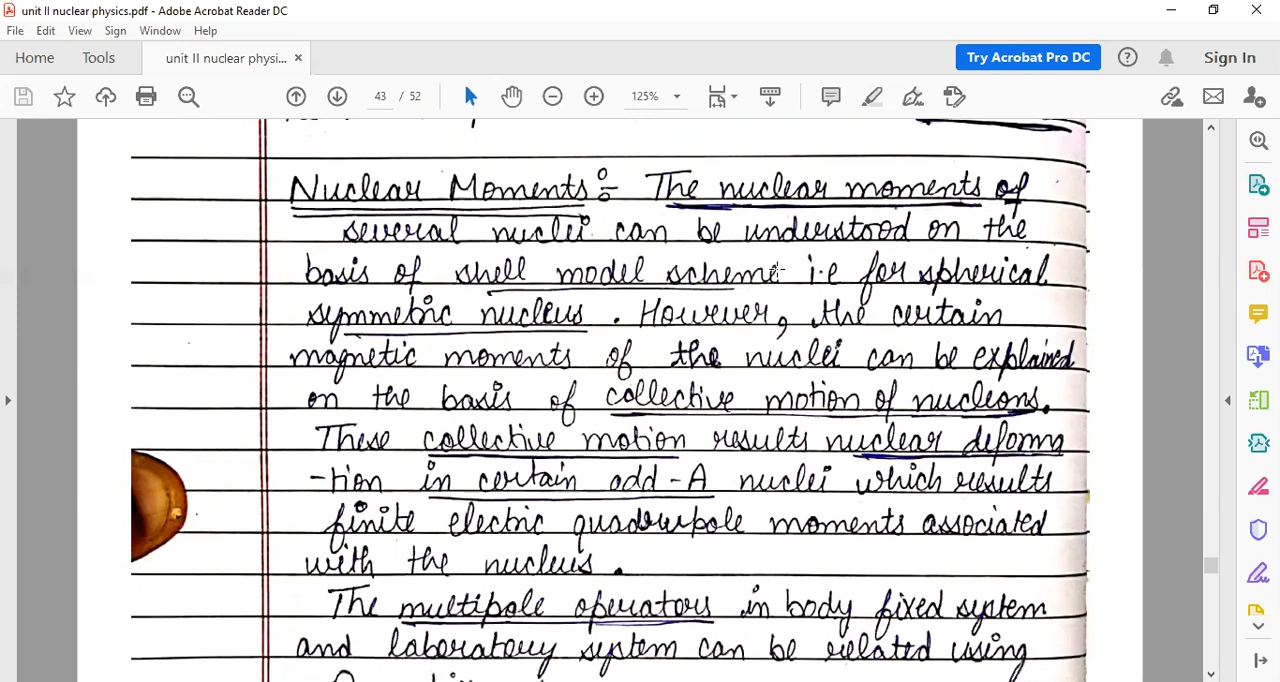 unit II nuclear physics.pdf - Adobe Acrobat Reader DC
File Edit View Sign Window Help
Home Tools unit II nuclear physi... × Try Acrobat Pro DC Sign In
43 / 52 125%
Nuclear Moments :- The nuclear moments of
several nuclei can be understood on the
basis of shell model scheme i.e for spherical
symmetric nucleus . However, the certain
magnetic moments of the nuclei can be explained
on the basis of collective motion of nucleons.
These collective motion results nuclear deforma
-tion in certain odd-A nuclei which results
finite electric quadrupole moments associated
with the nucleus .
The multipole operators in body fixed system
and laboratory system can be related using